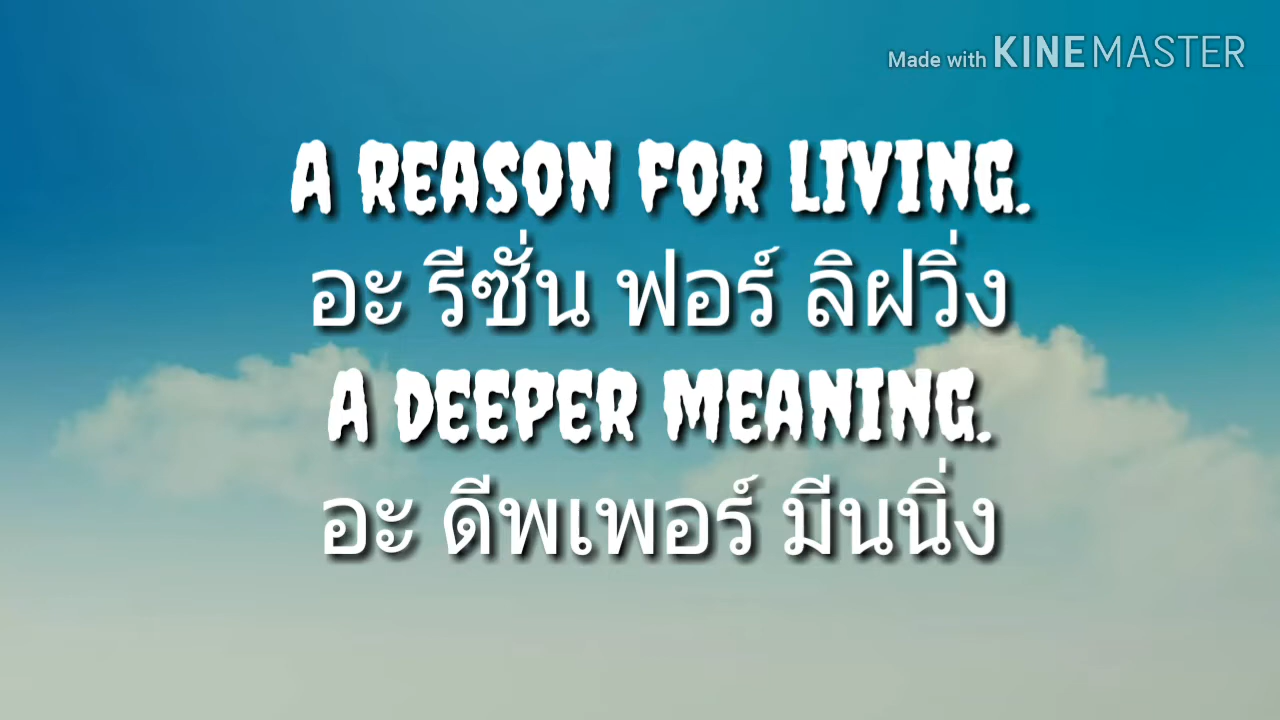 Made with KINEMASTER
A REASON FOR LIVING.
อะ รีซั่น ฟอร์ ลิฝวิ่ง
A DEEPER MEANING.
อะ ดีพเพอร์ มีนนิ่ง